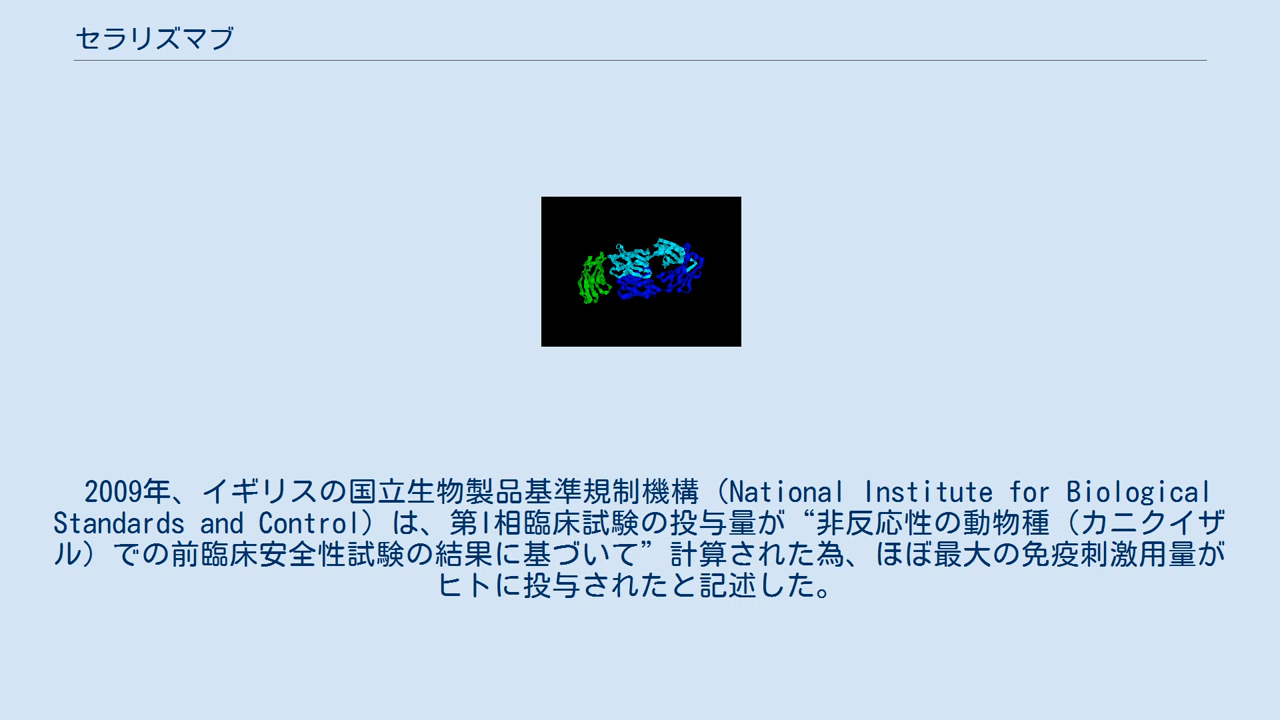 セラリズマブ
2009年、イギリスの国立生物製品基準規制機構（National Institute for Biological
Standards and Control）は、第I相臨床試験の投与量が“非反応性の動物種（カニクイザ
ル）での前臨床安全性試験の結果に基づいて”計算された為、ほぼ最大の免疫刺激用量が
ヒトに投与されたと記述した。